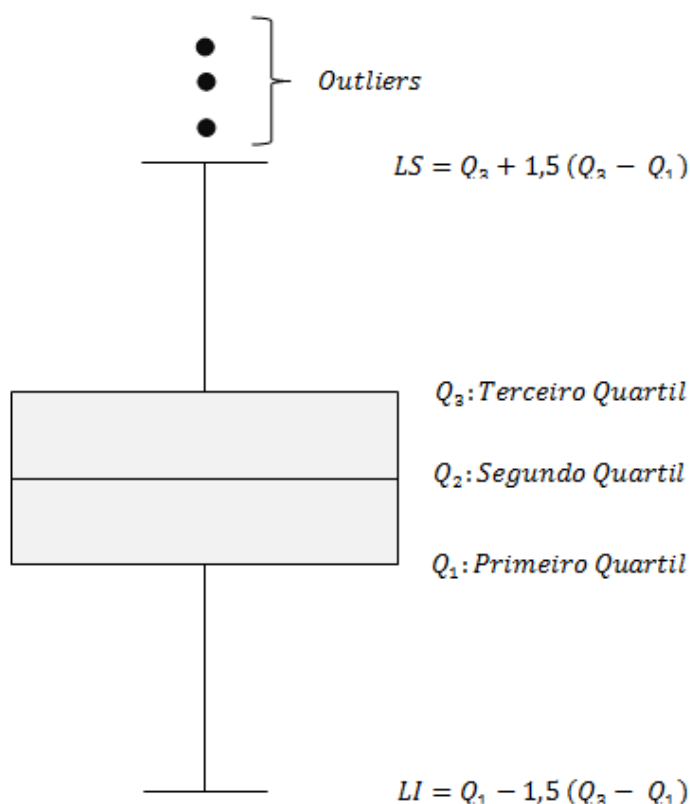 Outliers
LS = Q₃ + 1,5 (Q₃ − Q₁)
Q₃: Terceiro Quartil
Q₂: Segundo Quartil
Q₁: Primeiro Quartil
LI = Q₁ − 1,5 (Q₃ − Q₁)